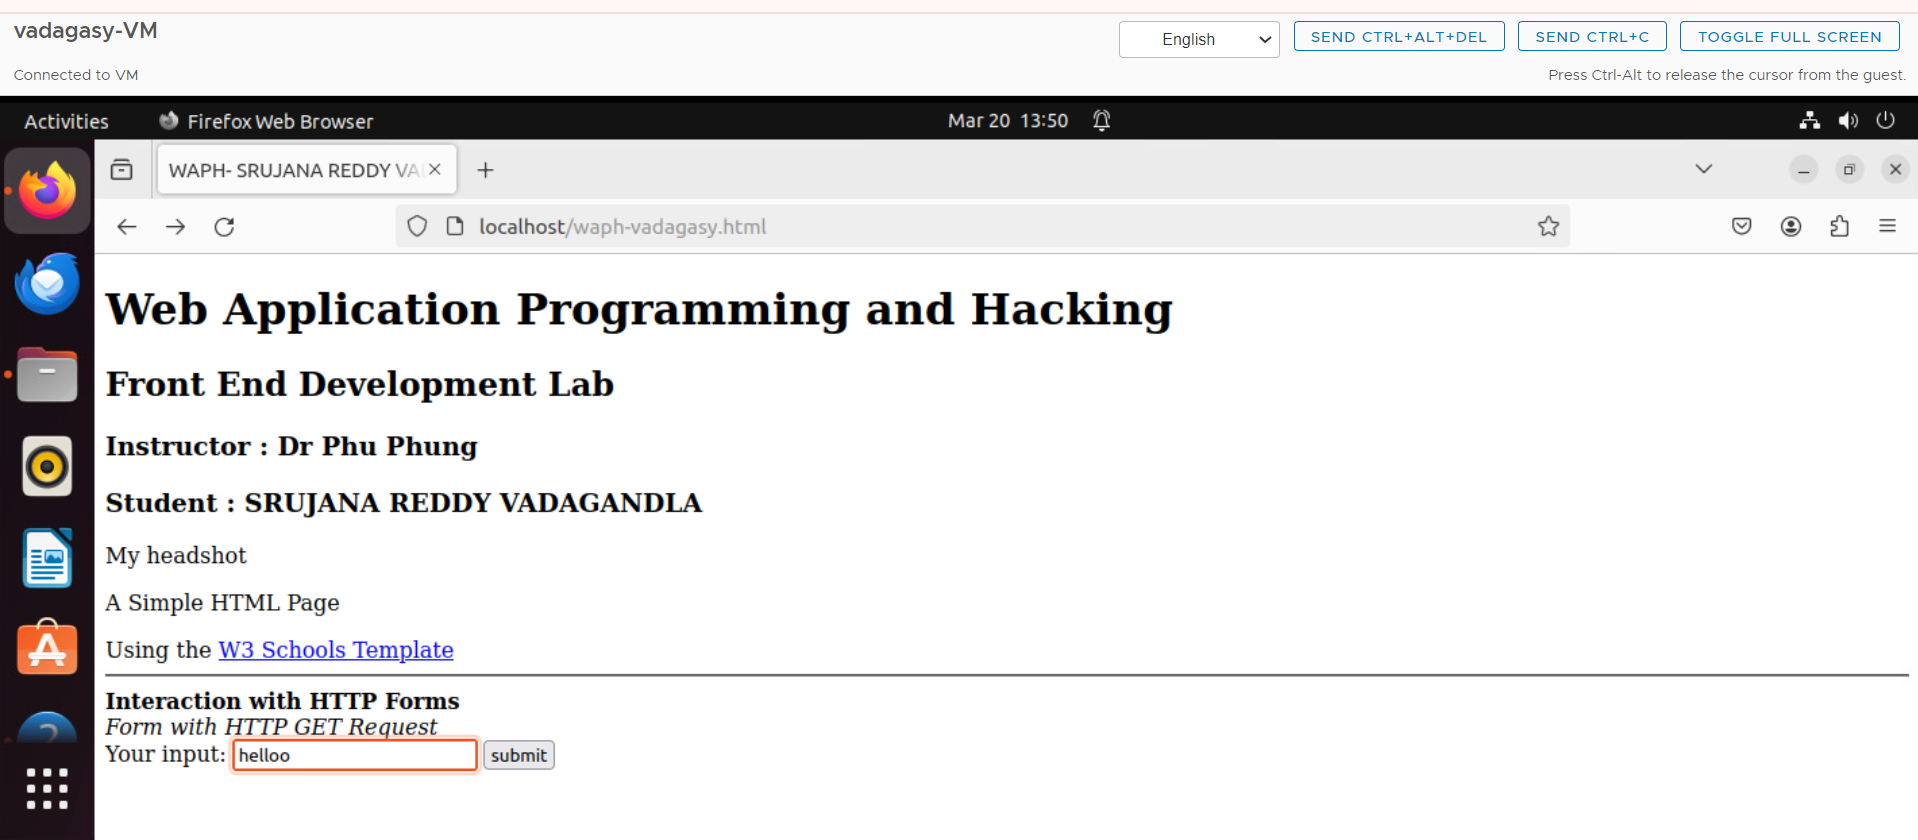 vadagasy-VM
English
SEND CTRL+ALT+DEL
SEND CTRL+C
TOGGLE FULL SCREEN
Connected to VM
Press Ctrl-Alt to release the cursor from the guest.
Activities
Firefox Web Browser
Mar 20 13:50
WAPH- SRUJANA REDDY VA
localhost/waph-vadagasy.html
Web Application Programming and Hacking
Front End Development Lab
Instructor : Dr Phu Phung
Student : SRUJANA REDDY VADAGANDLA
My headshot
A Simple HTML Page
Using the W3 Schools Template
Interaction with HTTP Forms
Form with HTTP GET Request
Your input: helloo submit